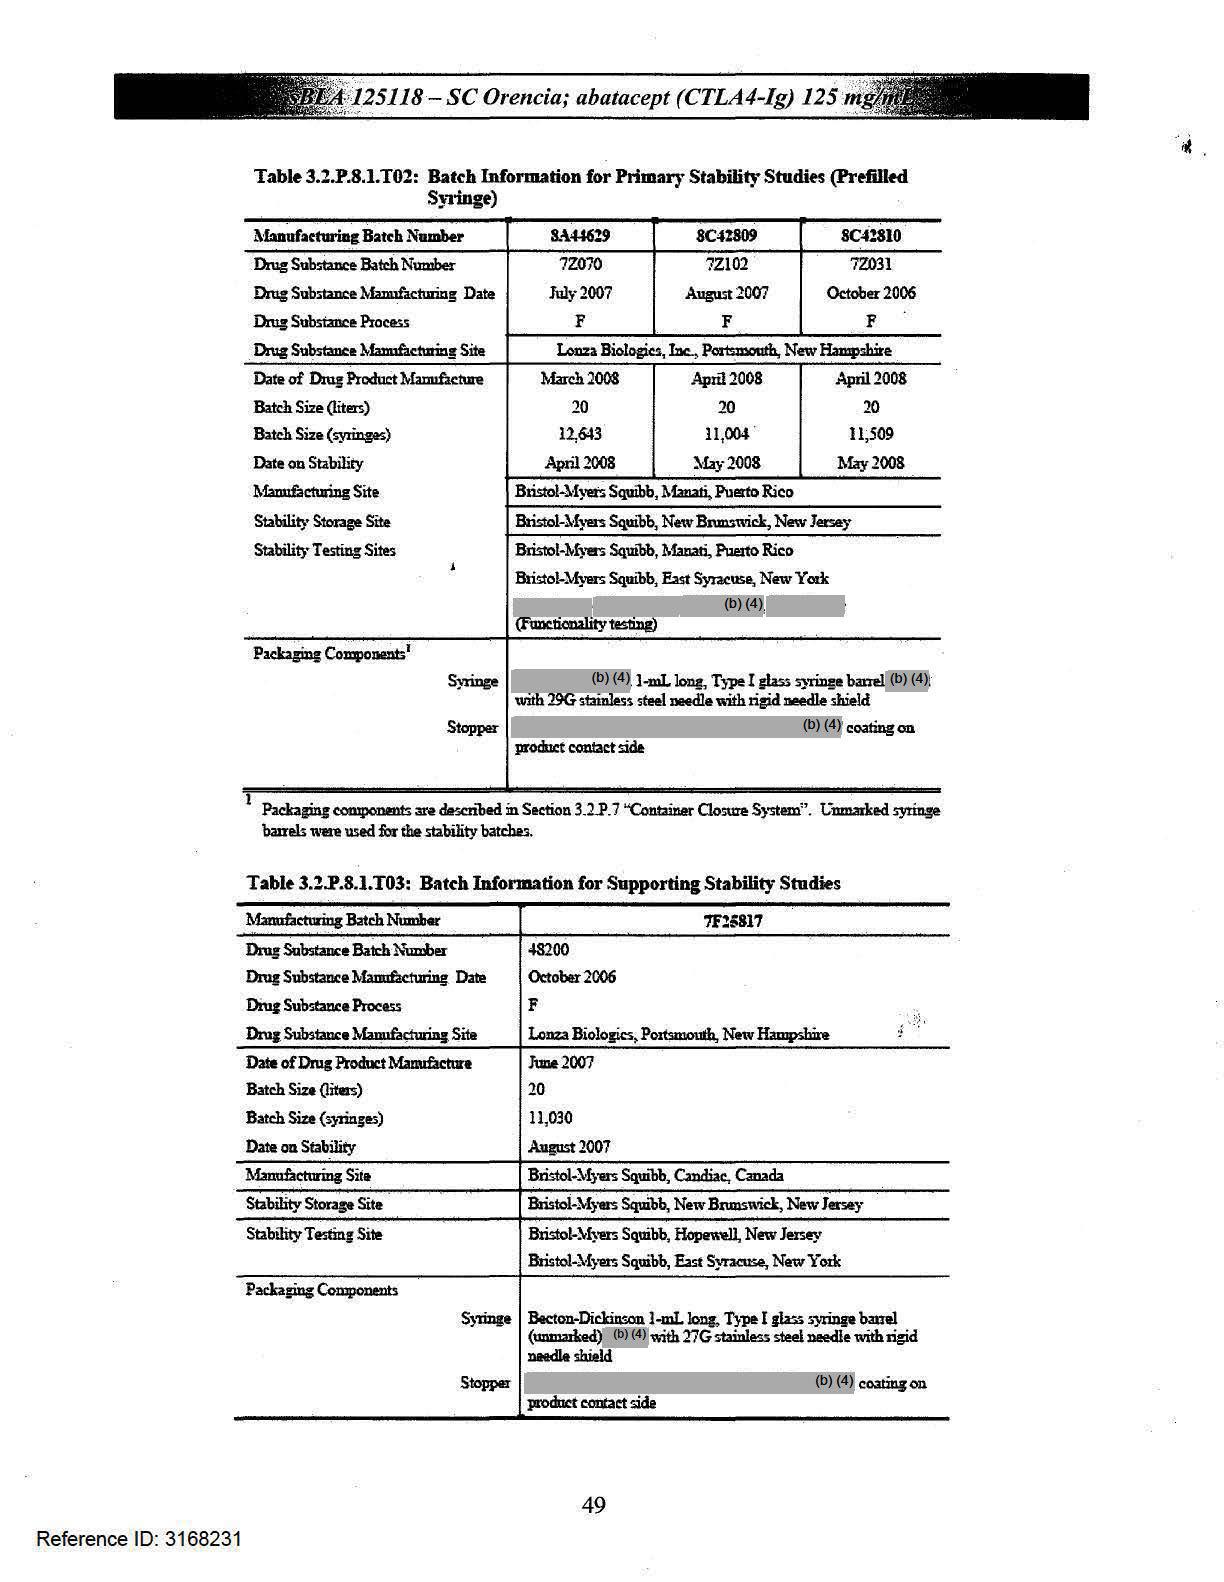 sBLA 125118 – SC Orencia; abatacept (CTLA4-Ig) 125 mg/mL
Table 3.2.P.8.1.T02: Batch Information for Primary Stability Studies (Prefilled
Syringe)
Manufacturing Batch Number 8A44629 8C42809 8C42810
Drug Substance Batch Number 7Z070 7Z102 7Z031
Drug Substance Manufacturing Date July 2007 August 2007 October 2006
Drug Substance Process F F F
Drug Substance Manufacturing Site Lonza Biologics, Inc., Portsmouth, New Hampshire
Date of Drug Product Manufacture March 2008 April 2008 April 2008
Batch Size (liters) 20 20 20
Batch Size (syringes) 12,643 11,004 11,509
Date on Stability April 2008 May 2008 May 2008
Manufacturing Site Bristol-Myers Squibb, Manati, Puerto Rico
Stability Storage Site Bristol-Myers Squibb, New Brunswick, New Jersey
Stability Testing Sites Bristol-Myers Squibb, Manati, Puerto Rico
Bristol-Myers Squibb, East Syracuse, New York
(b) (4)
(Functionality testing)
Packaging Components1
Syringe (b) (4) 1-mL long, Type I glass syringe barrel (b) (4)
with 29G stainless steel needle with rigid needle shield
Stopper (b) (4) coating on
product contact side
1 Packaging components are described in Section 3.2.P.7 “Container Closure System”. Unmarked syringe
barrels were used for the stability batches.
Table 3.2.P.8.1.T03: Batch Information for Supporting Stability Studies
Manufacturing Batch Number 7F25817
Drug Substance Batch Number 48200
Drug Substance Manufacturing Date October 2006
Drug Substance Process F
Drug Substance Manufacturing Site Lonza Biologics, Portsmouth, New Hampshire
Date of Drug Product Manufacture June 2007
Batch Size (liters) 20
Batch Size (syringes) 11,030
Date on Stability August 2007
Manufacturing Site Bristol-Myers Squibb, Candiac, Canada
Stability Storage Site Bristol-Myers Squibb, New Brunswick, New Jersey
Stability Testing Site Bristol-Myers Squibb, Hopewell, New Jersey
Bristol-Myers Squibb, East Syracuse, New York
Packaging Components
Syringe Becton-Dickinson 1-mL long, Type I glass syringe barrel
(unmarked) (b) (4) with 27G stainless steel needle with rigid
needle shield
Stopper (b) (4) coating on
product contact side
49
Reference ID: 3168231